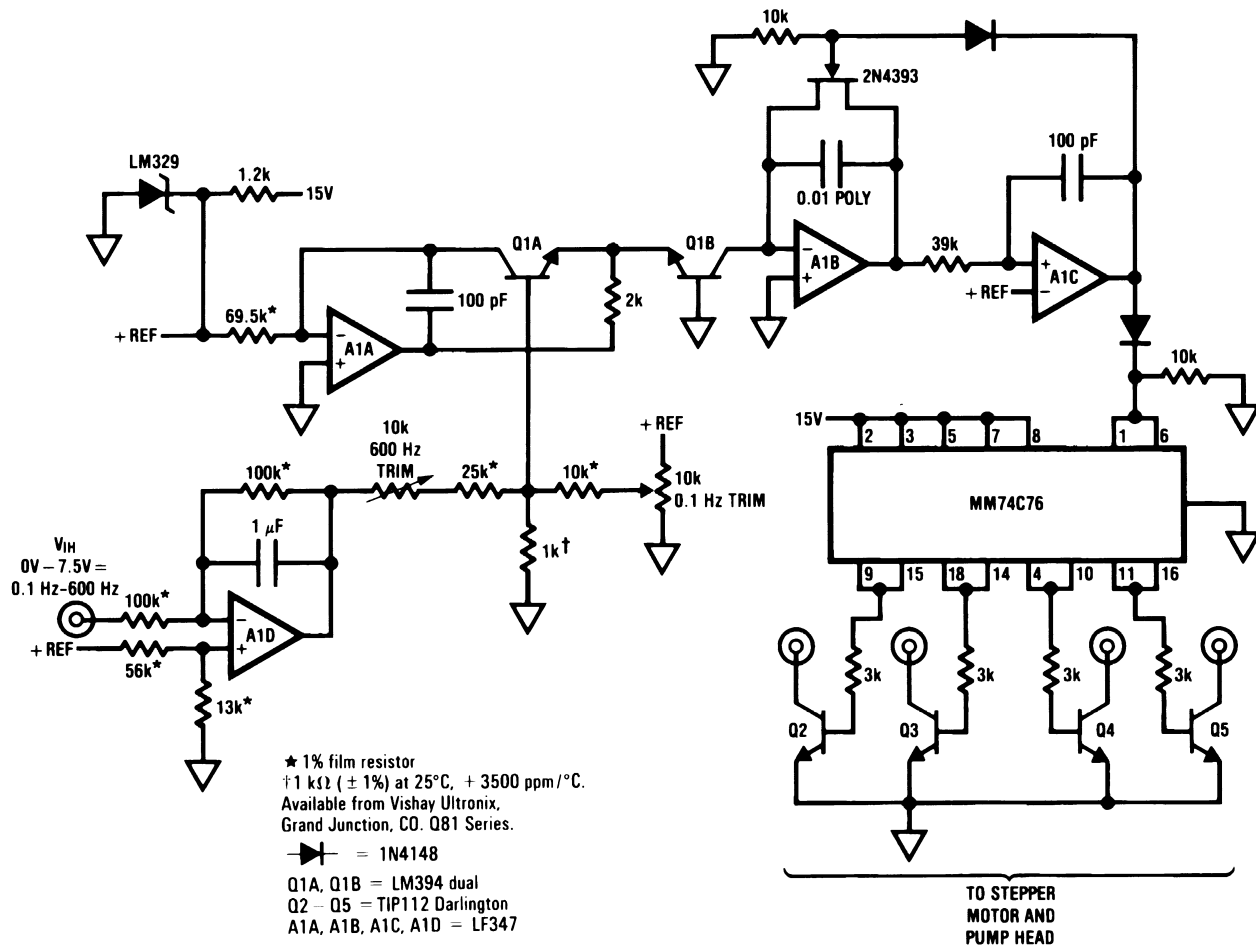 10k
2N4393
LM329
1.2k
15V
100 pF
0.01 POLY
Q1A
Q1B
A1B
39k
A1C
+ REF
100 pF
2k
+ REF
69.5k*
A1A
10k
15V
2 3 5 7 8 1 6
MM74C76
9 15 18 14 4 10 11 16
+ REF
10k
600 Hz
TRIM
25k*
10k*
10k
0.1 Hz TRIM
1k†
100k*
1 µF
VIH
0V – 7.5V =
0.1 Hz–600 Hz
100k*
A1D
+ REF
56k*
13k*
3k
3k
3k
3k
Q2
Q3
Q4
Q5
★ 1% film resistor
†1 kΩ (±1%) at 25°C, +3500 ppm/°C.
Available from Vishay Ultronix,
Grand Junction, CO. Q81 Series.
= 1N4148
Q1A, Q1B = LM394 dual
Q2 – Q5 = TIP112 Darlington
A1A, A1B, A1C, A1D = LF347
TO STEPPER
MOTOR AND
PUMP HEAD